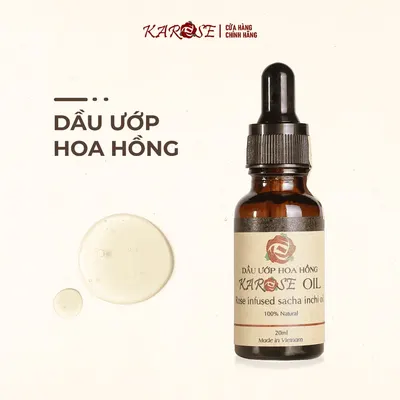 KAROSE
CỬA HÀNG
CHÍNH HÃNG
DẦU ƯỚP
HOA HỒNG
DẦU ƯỚP HOA HỒNG
KAROSE OIL
Rose infused sacha inchi
100% Natural
20ml
Made in Vietnam